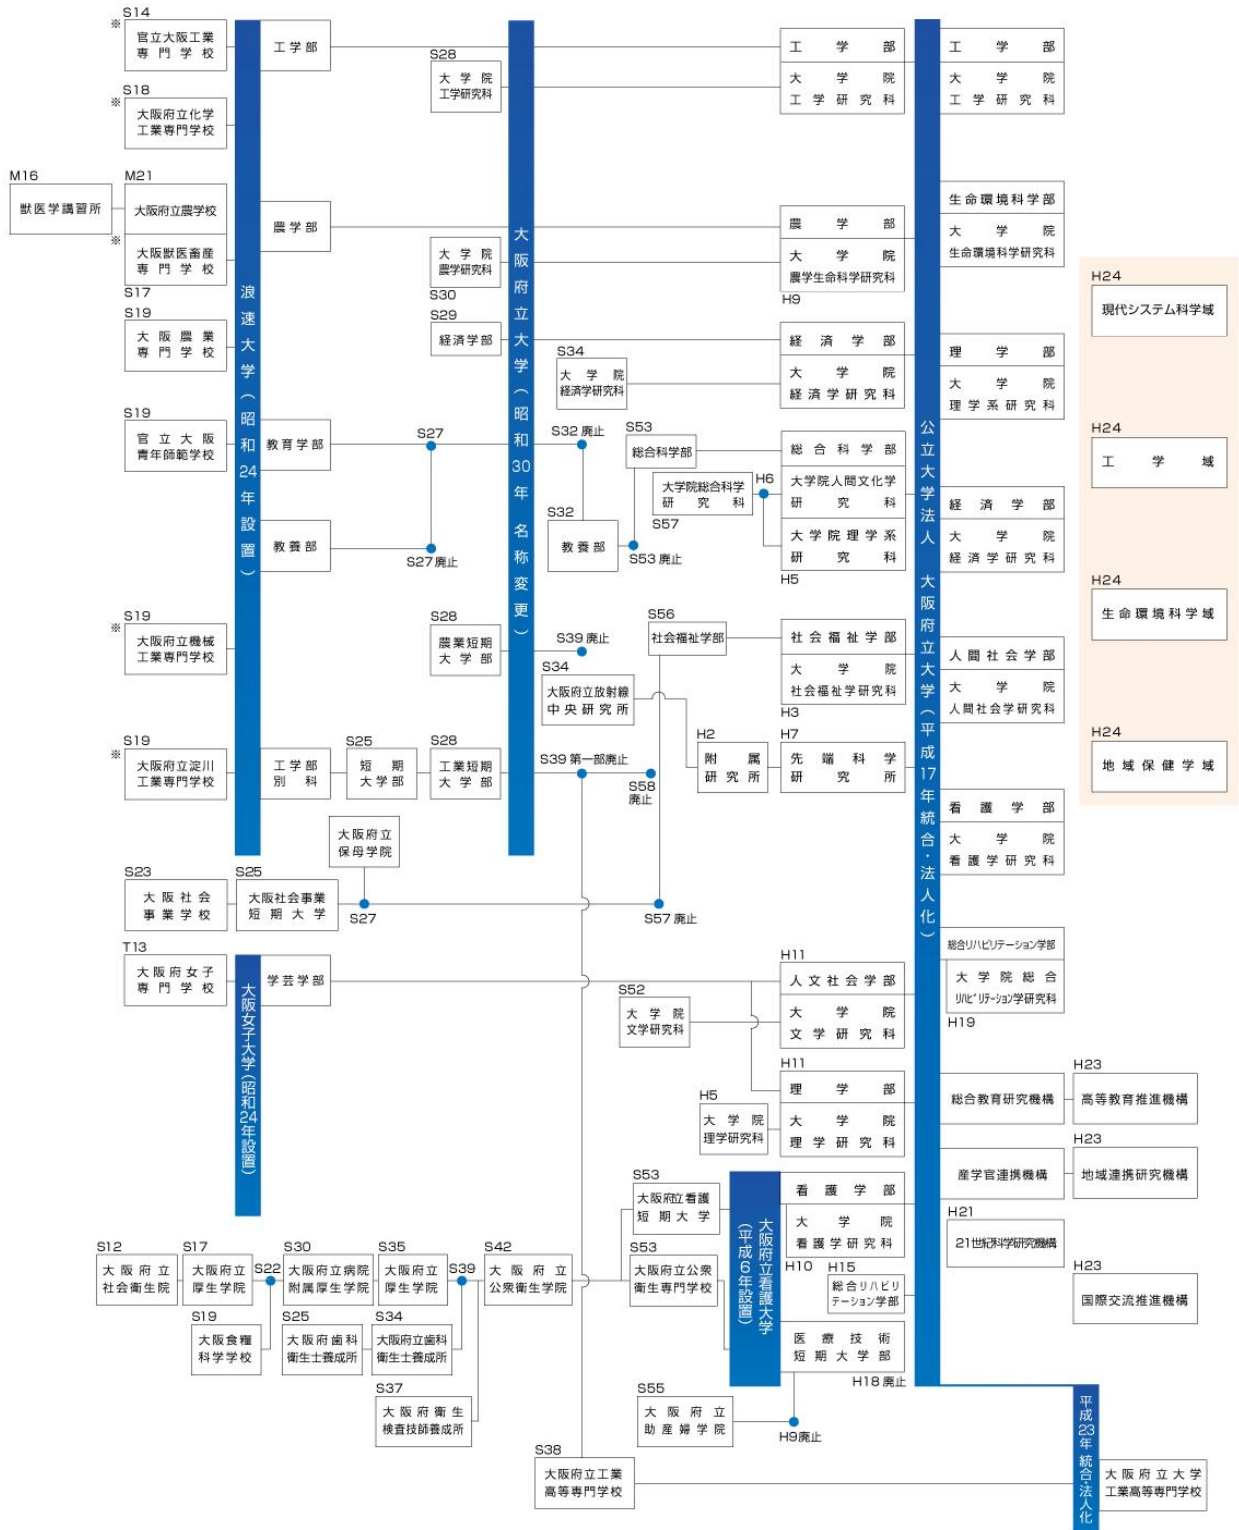 ※
S14
官立大阪工業
専門学校
※
S18
大阪府立化学
工業専門学校
M16
獣医学講習所
M21
大阪府立農学校
※
大阪獣医畜産
専門学校
S17
S19
大阪農業
専門学校
S19
官立大阪
青年師範学校
※
S19
大阪府立機械
工業専門学校
※
S19
大阪府立淀川
工業専門学校
浪速大学(昭和24年設置)
工学部
農学部
教育学部
教養部
工学部
別科
S25
短期
大学部
S28
大学院
工学研究科
大学院
農学研究科
S30
S29
経済学部
S27
S27廃止
S28
農業短期
大学部
S28
工業短期
大学部
大阪府立大学(昭和30年 名称変更)
S34
大学院
経済学研究科
S32廃止
S32
教養部
S53
総合科学部
大学院総合科学
研究科
S57
H6
S53廃止
S39廃止
S34
大阪府立放射線
中央研究所
S56
社会福祉学部
S39 第一部廃止
S58
廃止
H2
附属
研究所
H7
先端科学
研究所
工学部
大学院
工学研究科
農学部
大学院
農学生命科学研究科
H9
経済学部
大学院
経済学研究科
総合科学部
大学院人間文化学
研究科
大学院理学系
研究科
H5
社会福祉学部
大学院
社会福祉学研究科
H3
公立大学法人 大阪府立大学(平成17年統合・法人化)
工学部
大学院
工学研究科
生命環境科学部
大学院
生命環境科学研究科
理学部
大学院
理学系研究科
経済学部
大学院
経済学研究科
人間社会学部
大学院
人間社会学研究科
看護学部
大学院
看護学研究科
総合リハビリテーション学部
大学院総合
リハビリテーション学研究科
H19
H24
現代システム科学域
H24
工学域
H24
生命環境科学域
H24
地域保健学域
大阪府立
保母学院
S23
大阪社会
事業学校
S25
大阪社会事業
短期大学
S27
S57廃止
T13
大阪府女子
専門学校
大阪女子大学(昭和24年設置)
学芸学部
S52
大学院
文学研究科
H11
人文社会学部
大学院
文学研究科
H5
大学院
理学研究科
H11
理学部
大学院
理学研究科
総合教育研究機構
H23
高等教育推進機構
産学官連携機構
H23
地域連携研究機構
H21
21世紀科学研究機構
H23
国際交流推進機構
S12
大阪府立
社会衛生院
S17
大阪府立
厚生学院
S22
S19
大阪食糧
科学学校
S30
大阪府立病院
附属厚生学院
S25
大阪府歯科
衛生士養成所
S35
大阪府立
厚生学院
S39
S34
大阪府立歯科
衛生士養成所
S37
大阪府衛生
検査技師養成所
S42
大阪府立
公衆衛生学院
S53
大阪府立看護
短期大学
S53
大阪府立公衆
衛生専門学校
大阪府立看護大学
(平成6年設置)
看護学部
大学院
看護学研究科
H10
H15
総合リハビリ
テーション学部
医療技術
短期大学部
H18廃止
S55
大阪府立
助産婦学院
H9廃止
S38
大阪府立工業
高等専門学校
平成23年統合・法人化
大阪府立大学
工業高等専門学校